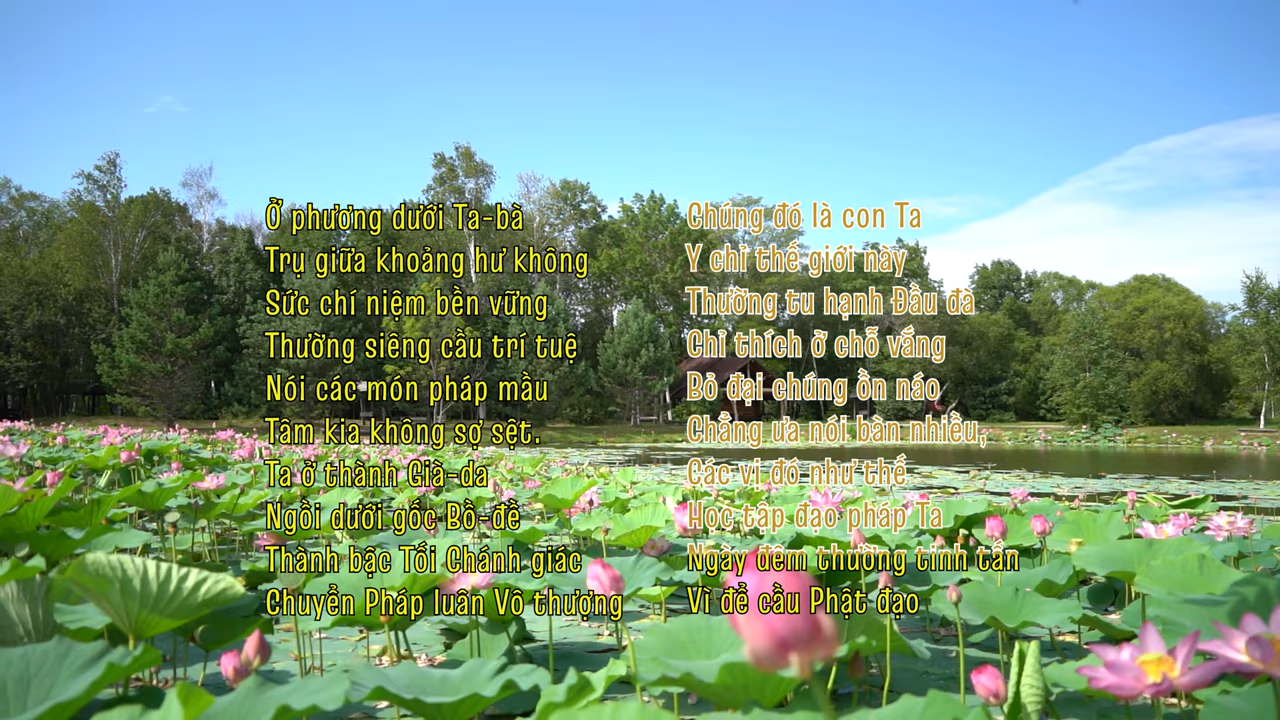 Ở phương dưới Ta-bà
Trụ giữa khoảng hư không
Sức chí niệm bền vững
Thường siêng cầu trí tuệ
Nói các món pháp mầu
Tâm kia không sợ sệt.
Ta ở thành Già-da
Ngồi dưới gốc Bồ-đề
Thành bậc Tối Chánh giác
Chuyển Pháp luân Vô thượng
Chúng đó là con Ta
Y chỉ thế giới này
Thường tu hạnh Đầu đà
Chỉ thích ở chỗ vắng
Bỏ đại chúng ồn náo
Chẳng ưa nói bàn nhiều,
Các vị đó như thế
Học tập đạo pháp Ta
Ngày đêm thường tinh tấn
Vì để cầu Phật đạo